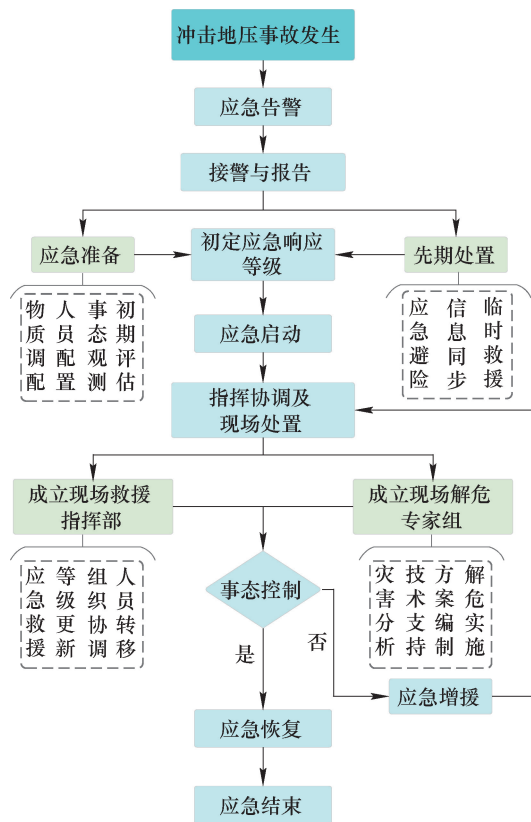 冲击地压事故发生
应急告警
接警与报告
应急准备
初定应急响应
等级
先期处置
物质调配
人员配置
事态观测
初期评估
应急避险
信息同步
临时救援
应急启动
指挥协调及
现场处置
成立现场救援
指挥部
成立现场解危
专家组
应急救援
等级更新
组织协调
人员转移
事态控制
灾害分析
技术支持
方案编制
解危实施
是
否
应急增援
应急恢复
应急结束